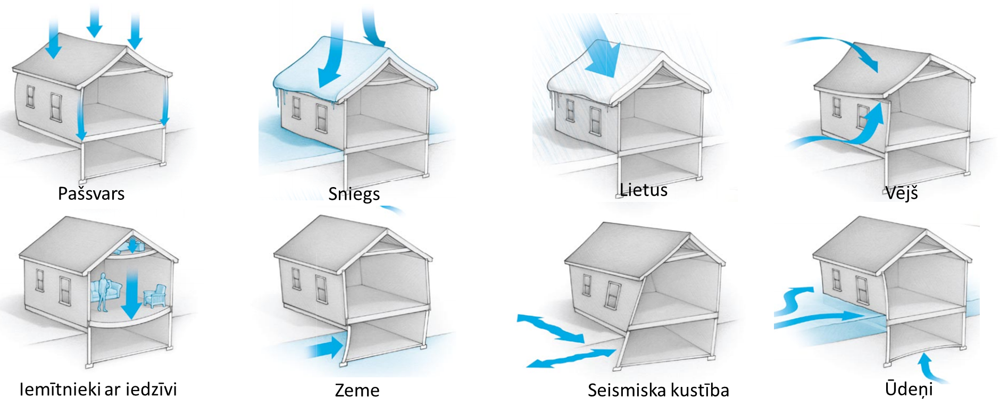 Pašsvars
Sniegs
Lietus
Vējš
Iemītnieki ar iedzīvi
Zeme
Seismiska kustība
Ūdeņi